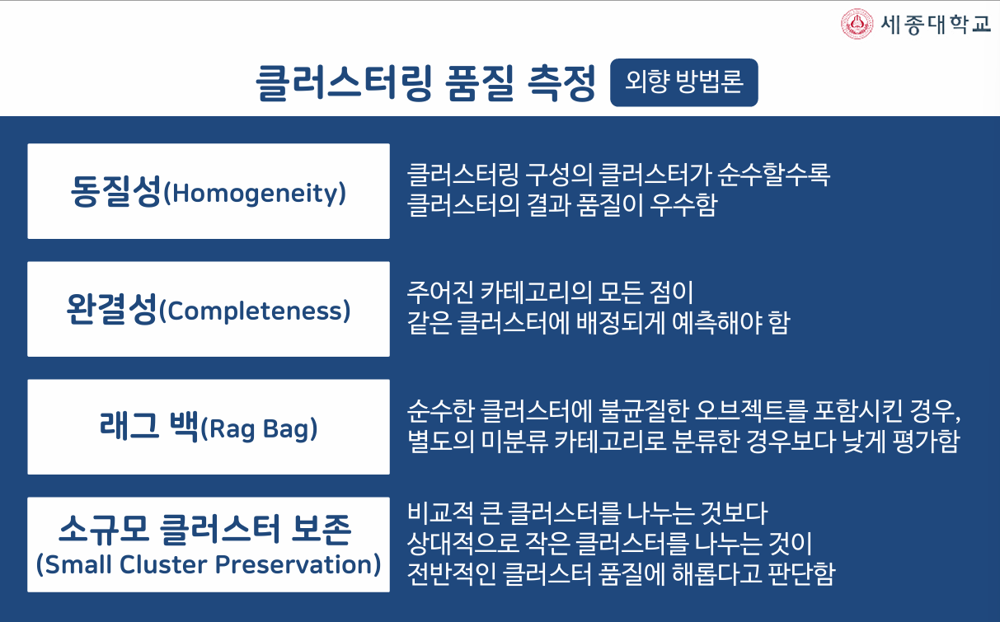 세종대학교
클러스터링 품질 측정 외향 방법론
동질성(Homogeneity)
클러스터링 구성의 클러스터가 순수할수록
클러스터의 결과 품질이 우수함
완결성(Completeness)
주어진 카테고리의 모든 점이
같은 클러스터에 배정되게 예측해야 함
래그 백(Rag Bag)
순수한 클러스터에 불균질한 오브젝트를 포함시킨 경우,
별도의 미분류 카테고리로 분류한 경우보다 낮게 평가함
소규모 클러스터 보존
(Small Cluster Preservation)
비교적 큰 클러스터를 나누는 것보다
상대적으로 작은 클러스터를 나누는 것이
전반적인 클러스터 품질에 해롭다고 판단함